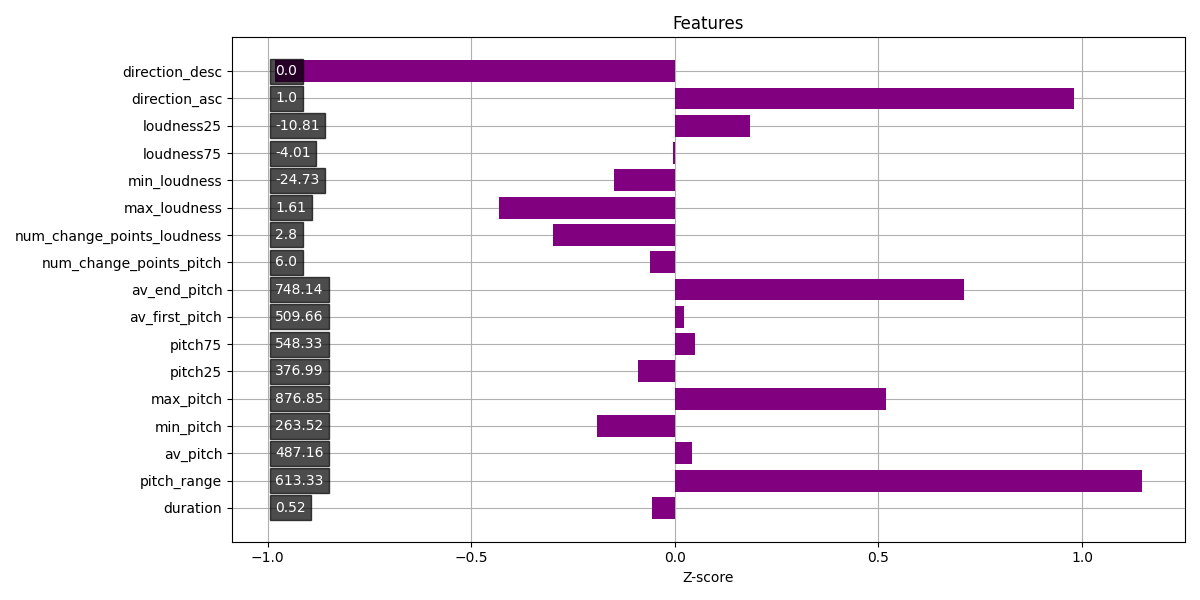 Features
direction_desc 0.0
direction_asc 1.0
loudness25 -10.81
loudness75 -4.01
min_loudness -24.73
max_loudness 1.61
num_change_points_loudness 2.8
num_change_points_pitch 6.0
av_end_pitch 748.14
av_first_pitch 509.66
pitch75 548.33
pitch25 376.99
max_pitch 876.85
min_pitch 263.52
av_pitch 487.16
pitch_range 613.33
duration 0.52
−1.0 −0.5 0.0 0.5 1.0
Z-score